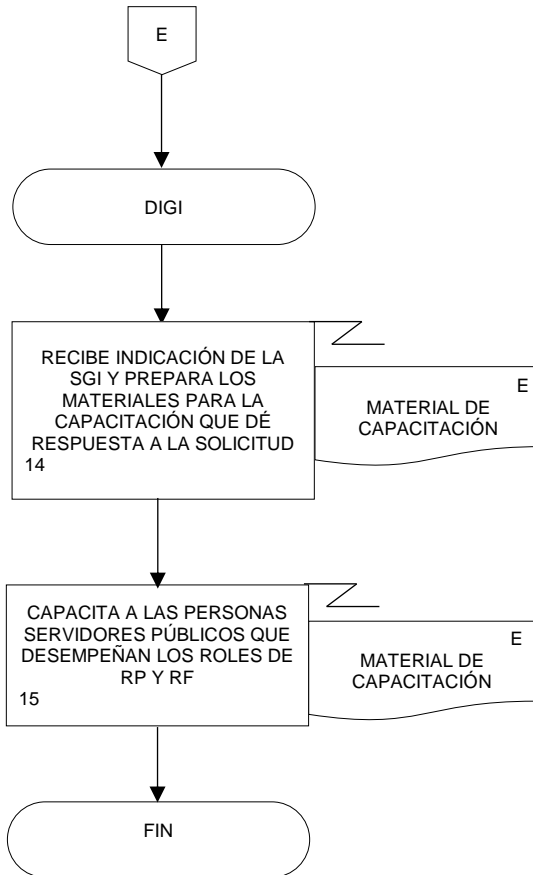 E
DIGI
RECIBE INDICACIÓN DE LA
SGI Y PREPARA LOS
MATERIALES PARA LA
CAPACITACIÓN QUE DÉ
RESPUESTA A LA SOLICITUD
14
E
MATERIAL DE
CAPACITACIÓN
CAPACITA A LAS PERSONAS
SERVIDORES PÚBLICOS QUE
DESEMPEÑAN LOS ROLES DE
RP Y RF
15
E
MATERIAL DE
CAPACITACIÓN
FIN